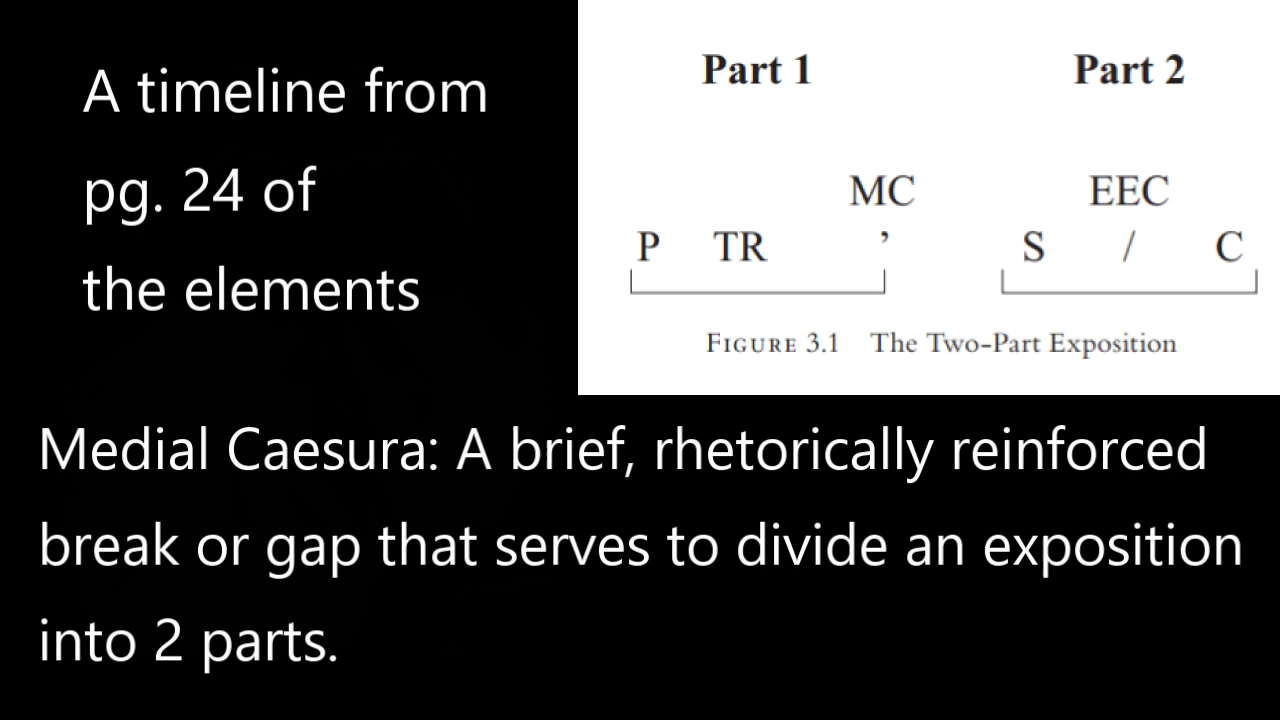 A timeline from
pg. 24 of
the elements
Part 1 Part 2
MC EEC
P TR ’ S / C
FIGURE 3.1 The Two-Part Exposition
Medial Caesura: A brief, rhetorically reinforced
break or gap that serves to divide an exposition
into 2 parts.